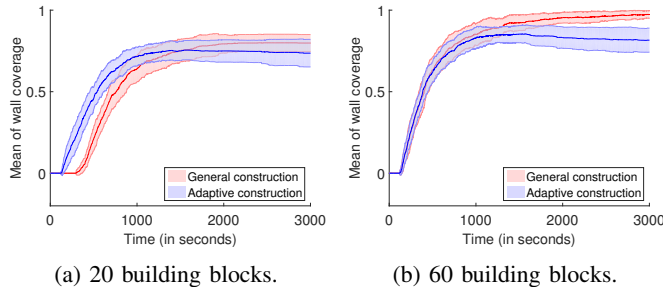 1
0.5
0
Mean of wall coverage
General construction
Adaptive construction
0 1000 2000 3000
Time (in seconds)
(a) 20 building blocks.
1
0.5
0
Mean of wall coverage
General construction
Adaptive construction
0 1000 2000 3000
Time (in seconds)
(b) 60 building blocks.